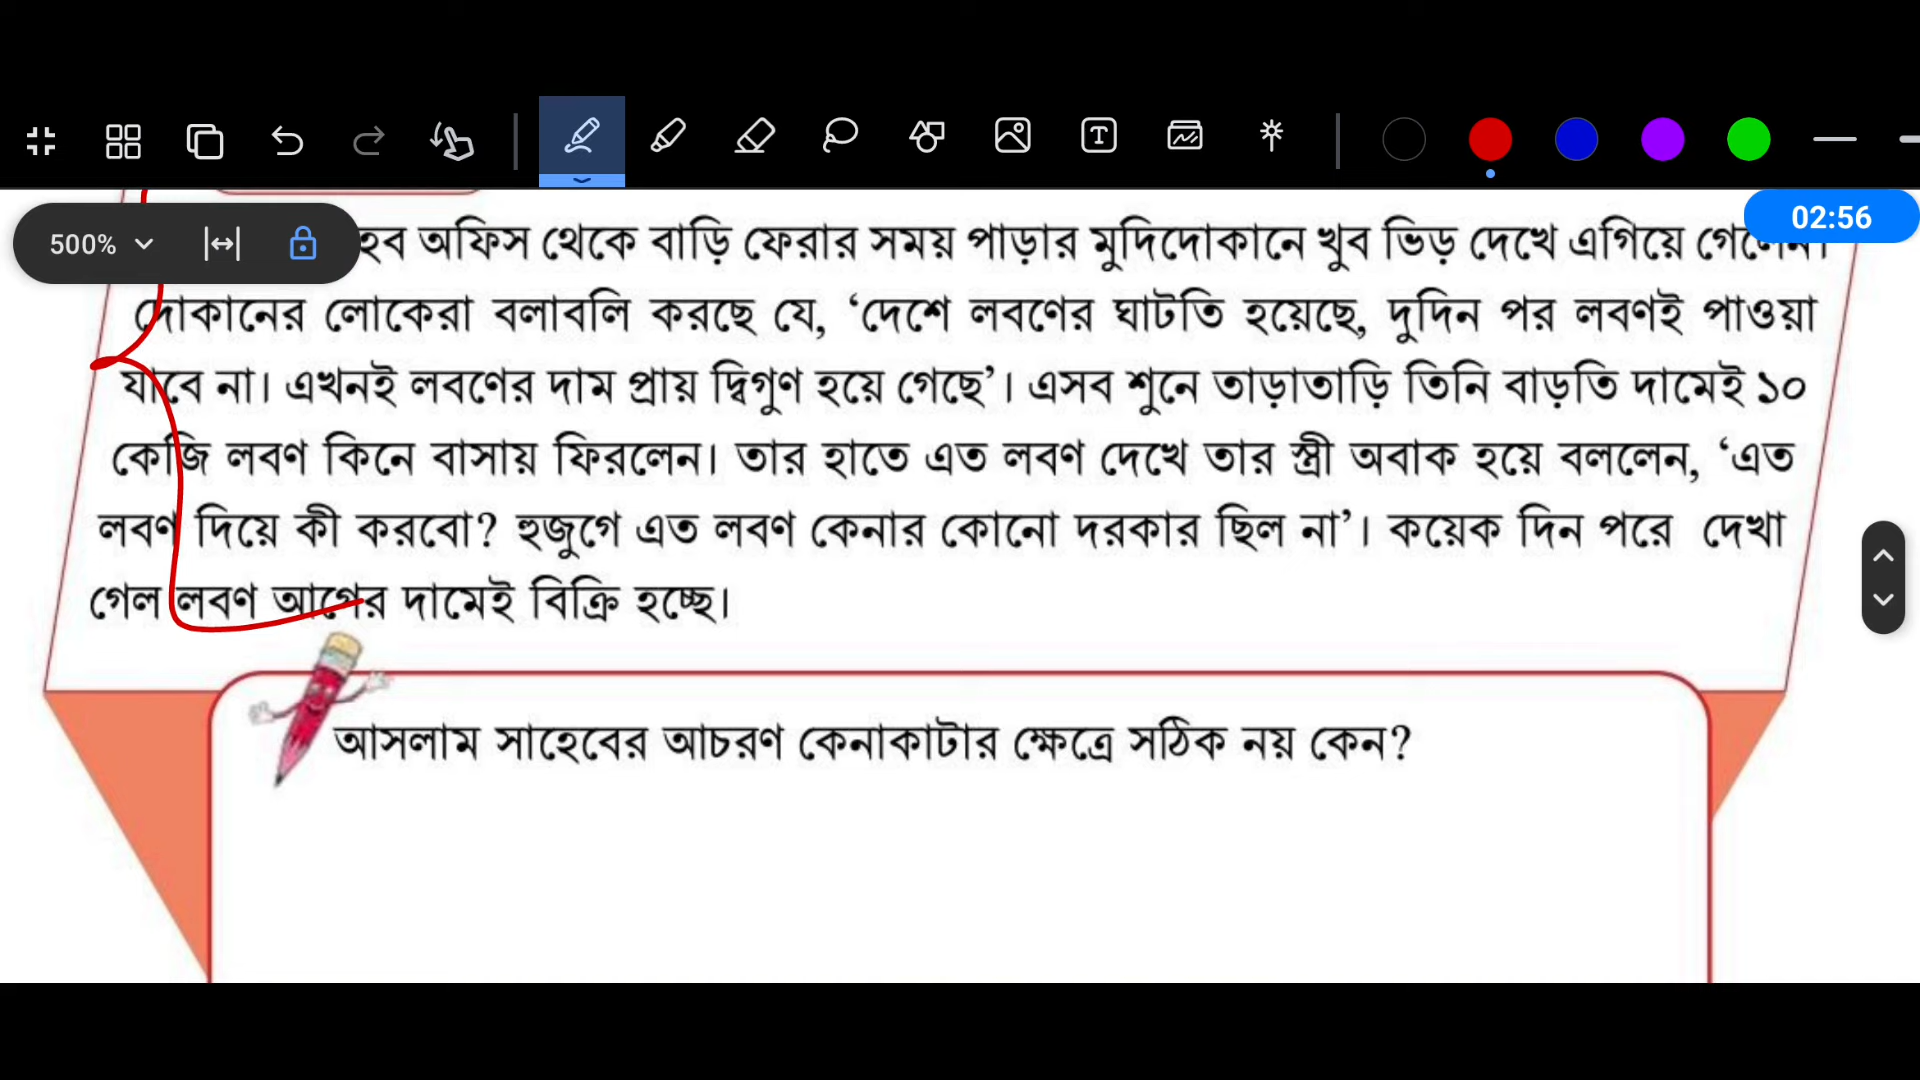 500%
02:56
অফিস থেকে বাড়ি ফেরার সময় পাড়ার মুদিদোকানে খুব ভিড় দেখে এগিয়ে গেলেন।
দোকানের লোকেরা বলাবলি করছে যে, ‘দেশে লবণের ঘাটতি হয়েছে, দুদিন পর লবণই পাওয়া
যাবে না। এখনই লবণের দাম প্রায় দ্বিগুণ হয়ে গেছে’। এসব শুনে তাড়াতাড়ি তিনি বাড়তি দামেই ১০
কেজি লবণ কিনে বাসায় ফিরলেন। তার হাতে এত লবণ দেখে তার স্ত্রী অবাক হয়ে বললেন, ‘এত
লবণ দিয়ে কী করবো? হুজুগে এত লবণ কেনার কোনো দরকার ছিল না’। কয়েক দিন পরে দেখা
গেল লবণ আগের দামেই বিক্রি হচ্ছে।
আসলাম সাহেবের আচরণ কেনাকাটার ক্ষেত্রে সঠিক নয় কেন?